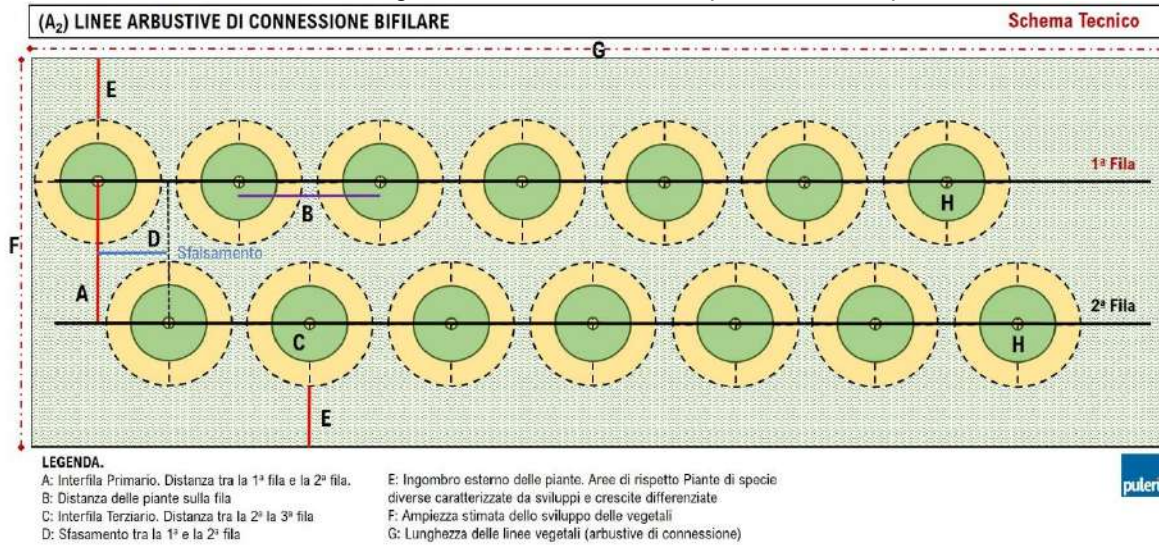 (A2) LINEE ARBUSTIVE DI CONNESSIONE BIFILARE
Schema Tecnico
G
E
1ª Fila
B
H
D
Sfalsamento
F
A
2ª Fila
C
H
E
LEGENDA.
A: Interfila Primario. Distanza tra la 1ª fila e la 2ª fila.
B: Distanza delle piante sulla fila
C: Interfila Terziario. Distanza tra la 2ª la 3ª fila
D: Sfasamento tra la 1ª e la 2ª fila
E: Ingombro esterno delle piante. Aree di rispetto Piante di specie
diverse caratterizzate da sviluppi e crescite differenziate
F: Ampiezza stimata dello sviluppo delle vegetali
G: Lunghezza delle linee vegetali (arbustive di connessione)